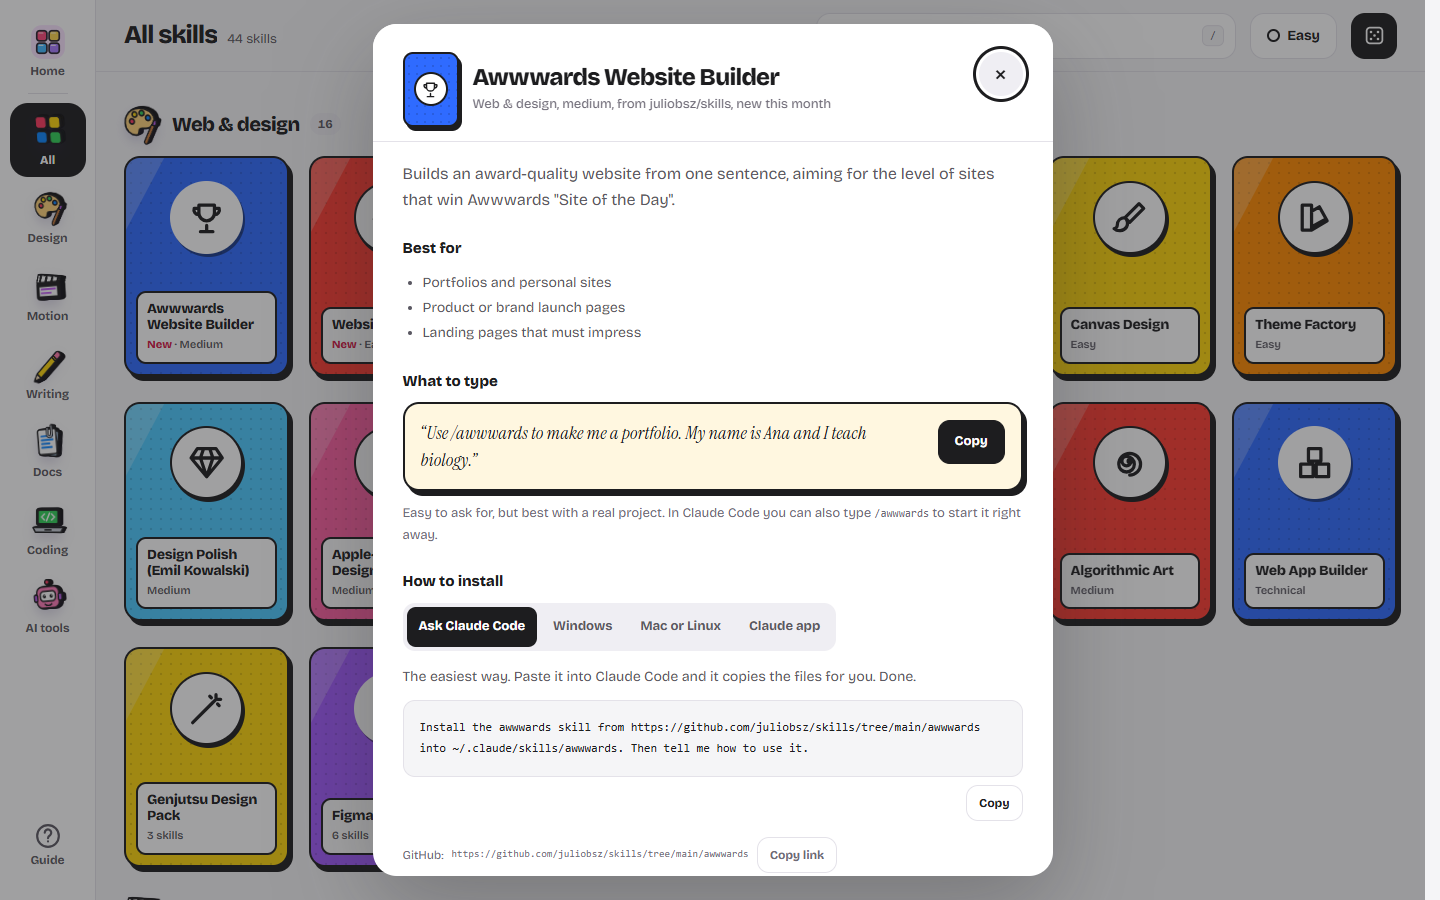 All skills 44 skills
/
Easy
Home
All
Design
Motion
Writing
Docs
Coding
AI tools
Guide
Web & design 16
Awwwards
Website Builder
New · Medium
Websi
New · Ea
Canvas Design
Easy
Theme Factory
Easy
Design Polish
(Emil Kowalski)
Medium
Apple-
Design
Medium
Algorithmic Art
Medium
Web App Builder
Technical
Genjutsu Design
Pack
3 skills
Figma
6 skills
Awwwards Website Builder
Web & design, medium, from juliobsz/skills, new this month
×
Builds an award-quality website from one sentence, aiming for the level of sites
that win Awwwards "Site of the Day".
Best for
• Portfolios and personal sites
• Product or brand launch pages
• Landing pages that must impress
What to type
“Use /awwwards to make me a portfolio. My name is Ana and I teach
biology.”
Copy
Easy to ask for, but best with a real project. In Claude Code you can also type /awwwards to start it right
away.
How to install
Ask Claude Code Windows Mac or Linux Claude app
The easiest way. Paste it into Claude Code and it copies the files for you. Done.
Install the awwwards skill from https://github.com/juliobsz/skills/tree/main/awwwards
into ~/.claude/skills/awwwards. Then tell me how to use it.
Copy
GitHub: https://github.com/juliobsz/skills/tree/main/awwwards Copy link